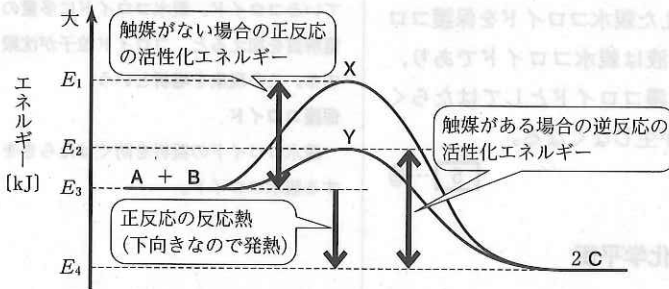 触媒がない場合の正反応
の活性化エネルギー
大
エネルギー
〔kJ〕
E₁
X
E₂
Y
触媒がある場合の逆反応の
活性化エネルギー
A + B
E₃
正反応の反応熱
(下向きなので発熱)
E₄
2 C